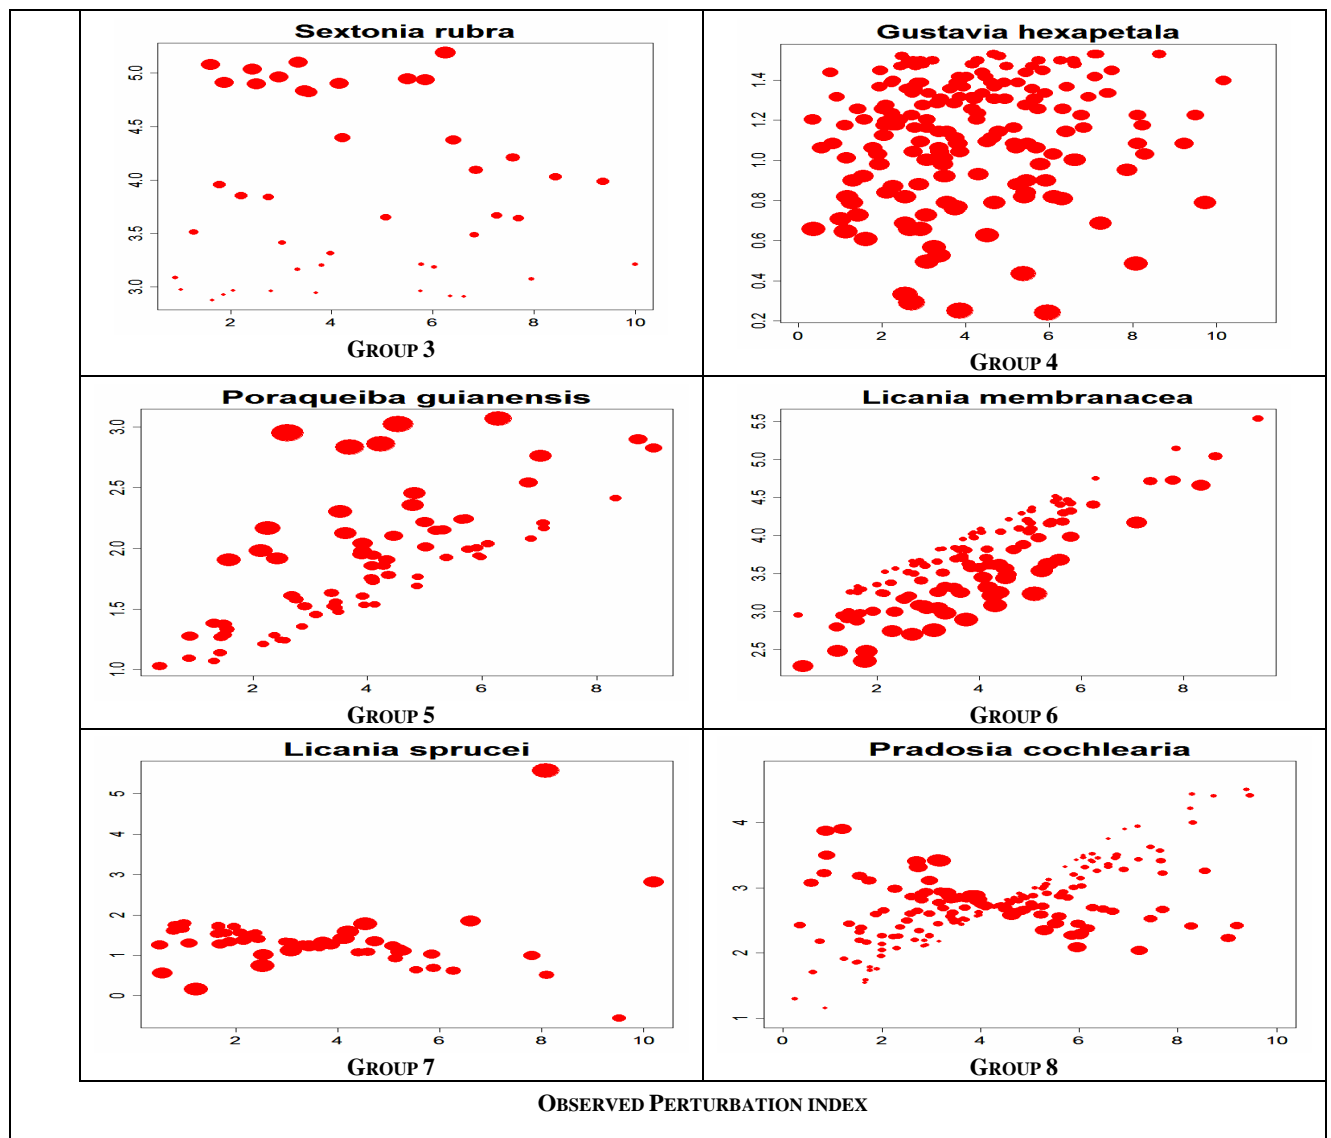 Sextonia rubra
5.0
4.5
4.0
3.5
3.0
2 4 6 8 10
GROUP 3
Gustavia hexapetala
1.4
1.2
1.0
0.8
0.6
0.4
0.2
0 2 4 6 8 10
GROUP 4
Poraqueiba guianensis
3.0
2.5
2.0
1.5
1.0
2 4 6 8
GROUP 5
Licania membranacea
5.5
5.0
4.5
4.0
3.5
3.0
2.5
2 4 6 8
GROUP 6
Licania sprucei
5
4
3
2
1
0
2 4 6 8 10
GROUP 7
Pradosia cochlearia
4
3
2
1
0 2 4 6 8 10
GROUP 8
OBSERVED PERTURBATION INDEX